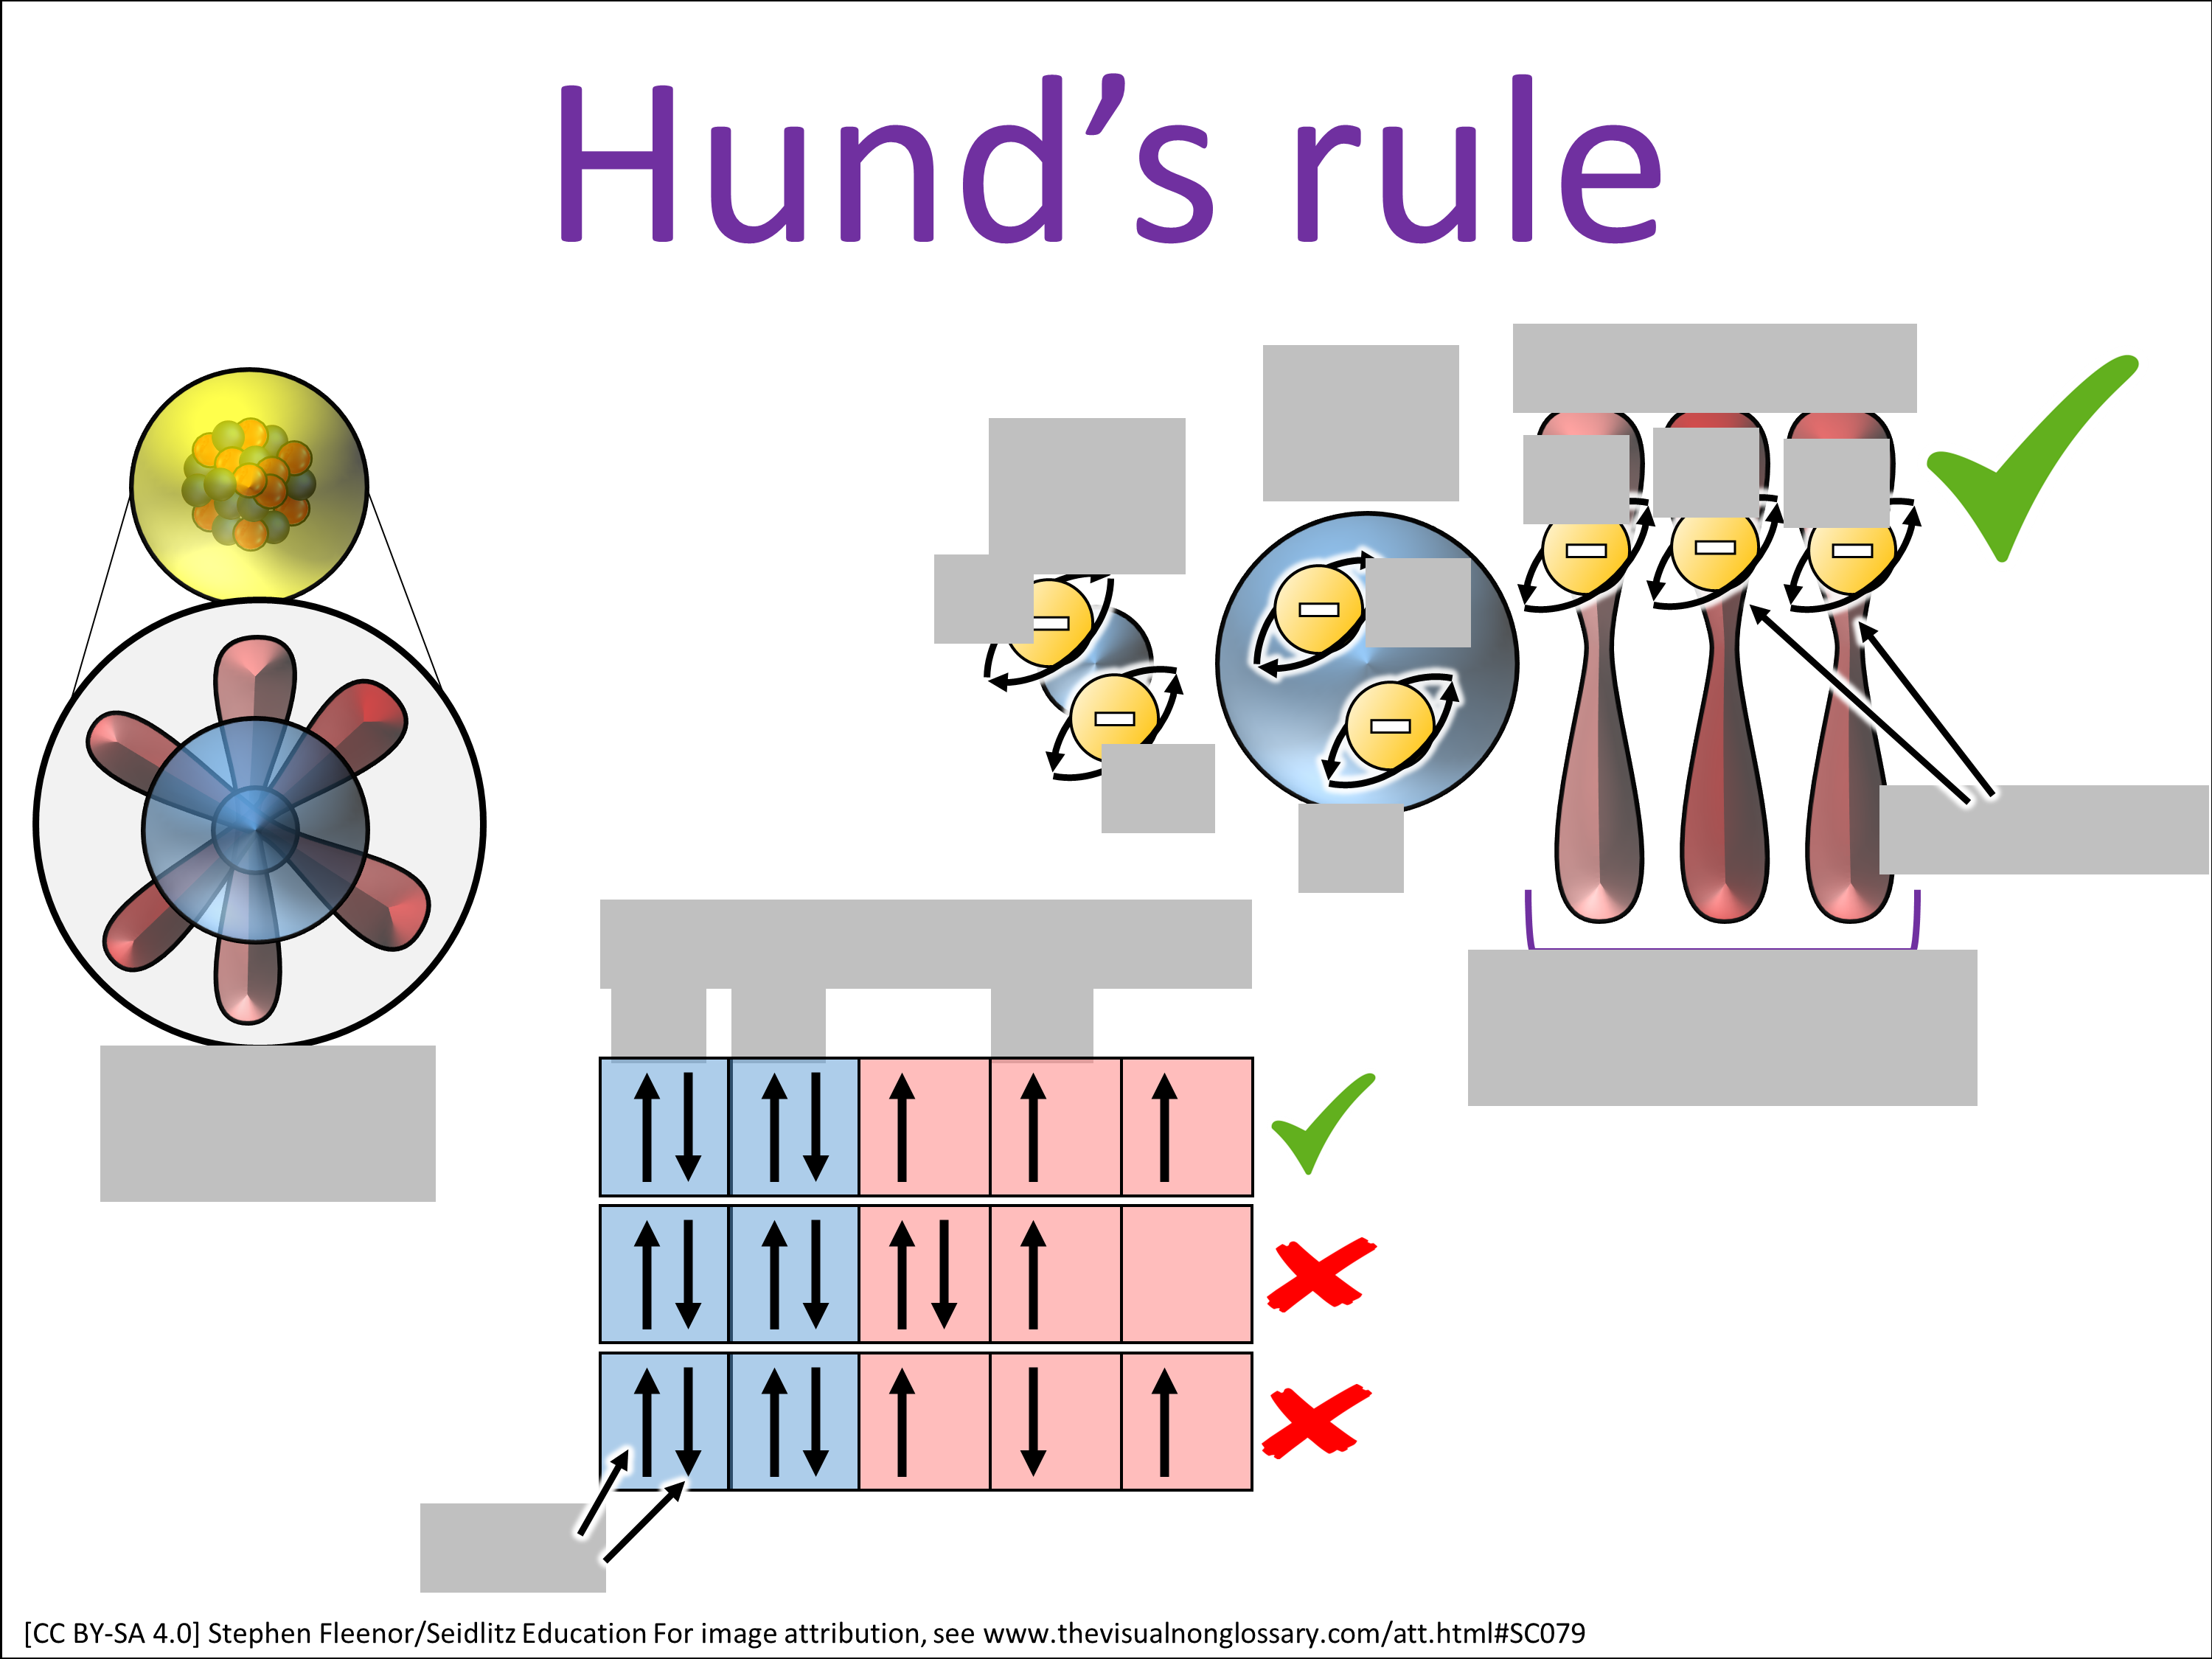 Hund’s rule
[CC BY-SA 4.0] Stephen Fleenor/Seidlitz Education For image attribution, see www.thevisualnonglossary.com/att.html#SC079